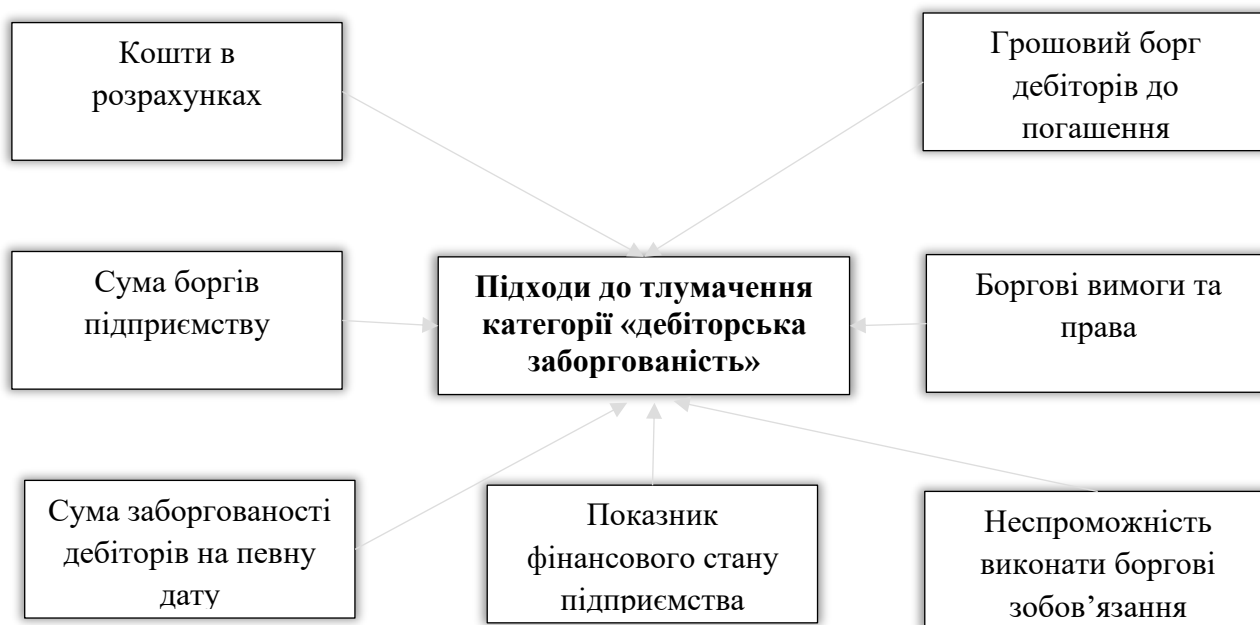 Кошти в
розрахунках
Грошовий борг
дебіторів до
погашення
Сума боргів
підприємству
Підходи до тлумачення
категорії «дебіторська
заборгованість»
Боргові вимоги та
права
Сума заборгованості
дебіторів на певну
дату
Показник
фінансового стану
підприємства
Неспроможність
виконати боргові
зобов’язання